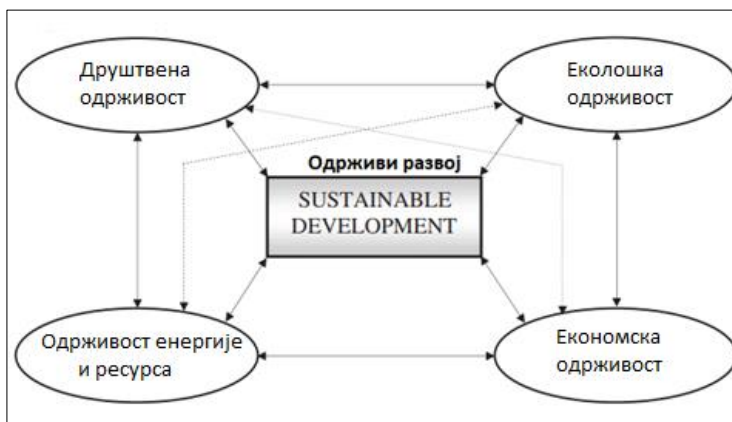 Друштвена
одрживост
Еколошка
одрживост
Одрживи развој
SUSTAINABLE
DEVELOPMENT
Одрживост енергије
и ресурса
Економска
одрживост